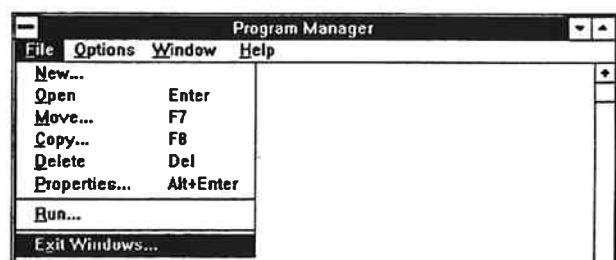 Program Manager
File Options Window Help
New...
Open Enter
Move... F7
Copy... F8
Delete Del
Properties... Alt+Enter
Run...
Exit Windows...